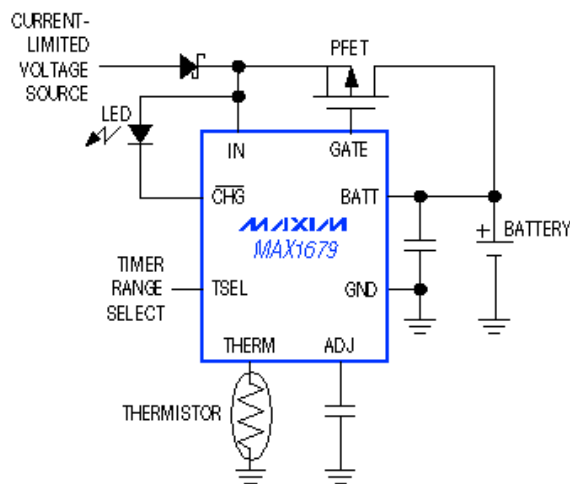 CURRENT-
LIMITED
VOLTAGE
SOURCE
PFET
LED
IN
GATE
CHG
BATT
MAXIM
MAX1679
+ BATTERY
TIMER
RANGE
SELECT
TSEL
GND
THERM
ADJ
THERMISTOR